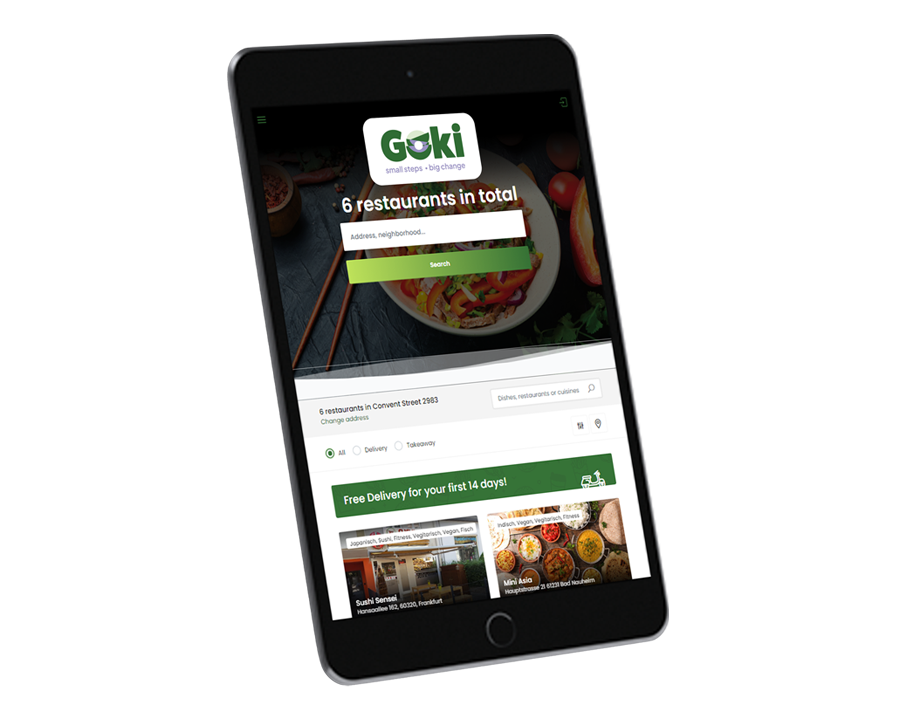 Goki
small steps • big change
6 restaurants in total
Address, neighborhood...
Search
6 restaurants in Convent Street 2983
Change address
Dishes, restaurants or cuisines
All
Delivery
Takeaway
Free Delivery for your first 14 days!
Japanisch, Sushi, Fitness, Vegitarisch, Vegan, Fisch
Sushi Sensei
Hansaallee 162, 60320, Frankfurt
Indisch, Vegan, Vegitarisch, Fitness
Mini Asia
Hauptstrasse 21 61231 Bad Nauheim